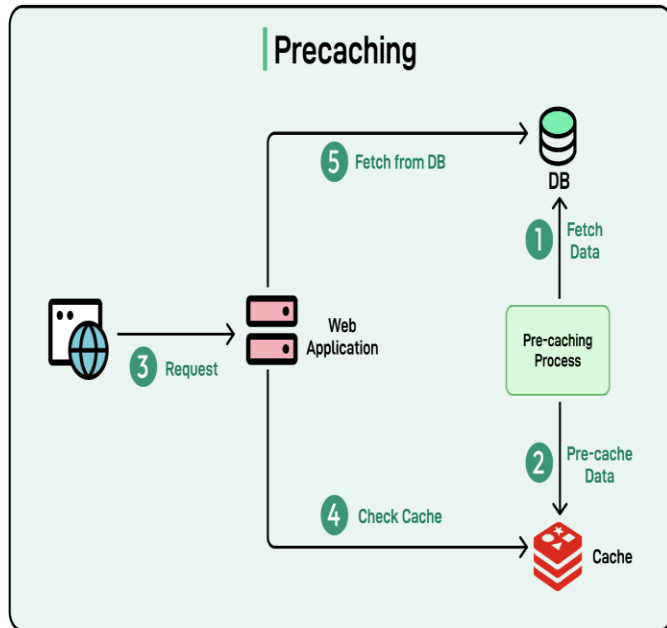 Precaching
5 Fetch from DB
DB
1 Fetch
Data
Web
Application
3 Request
Pre-caching
Process
2 Pre-cache
Data
4 Check Cache
Cache